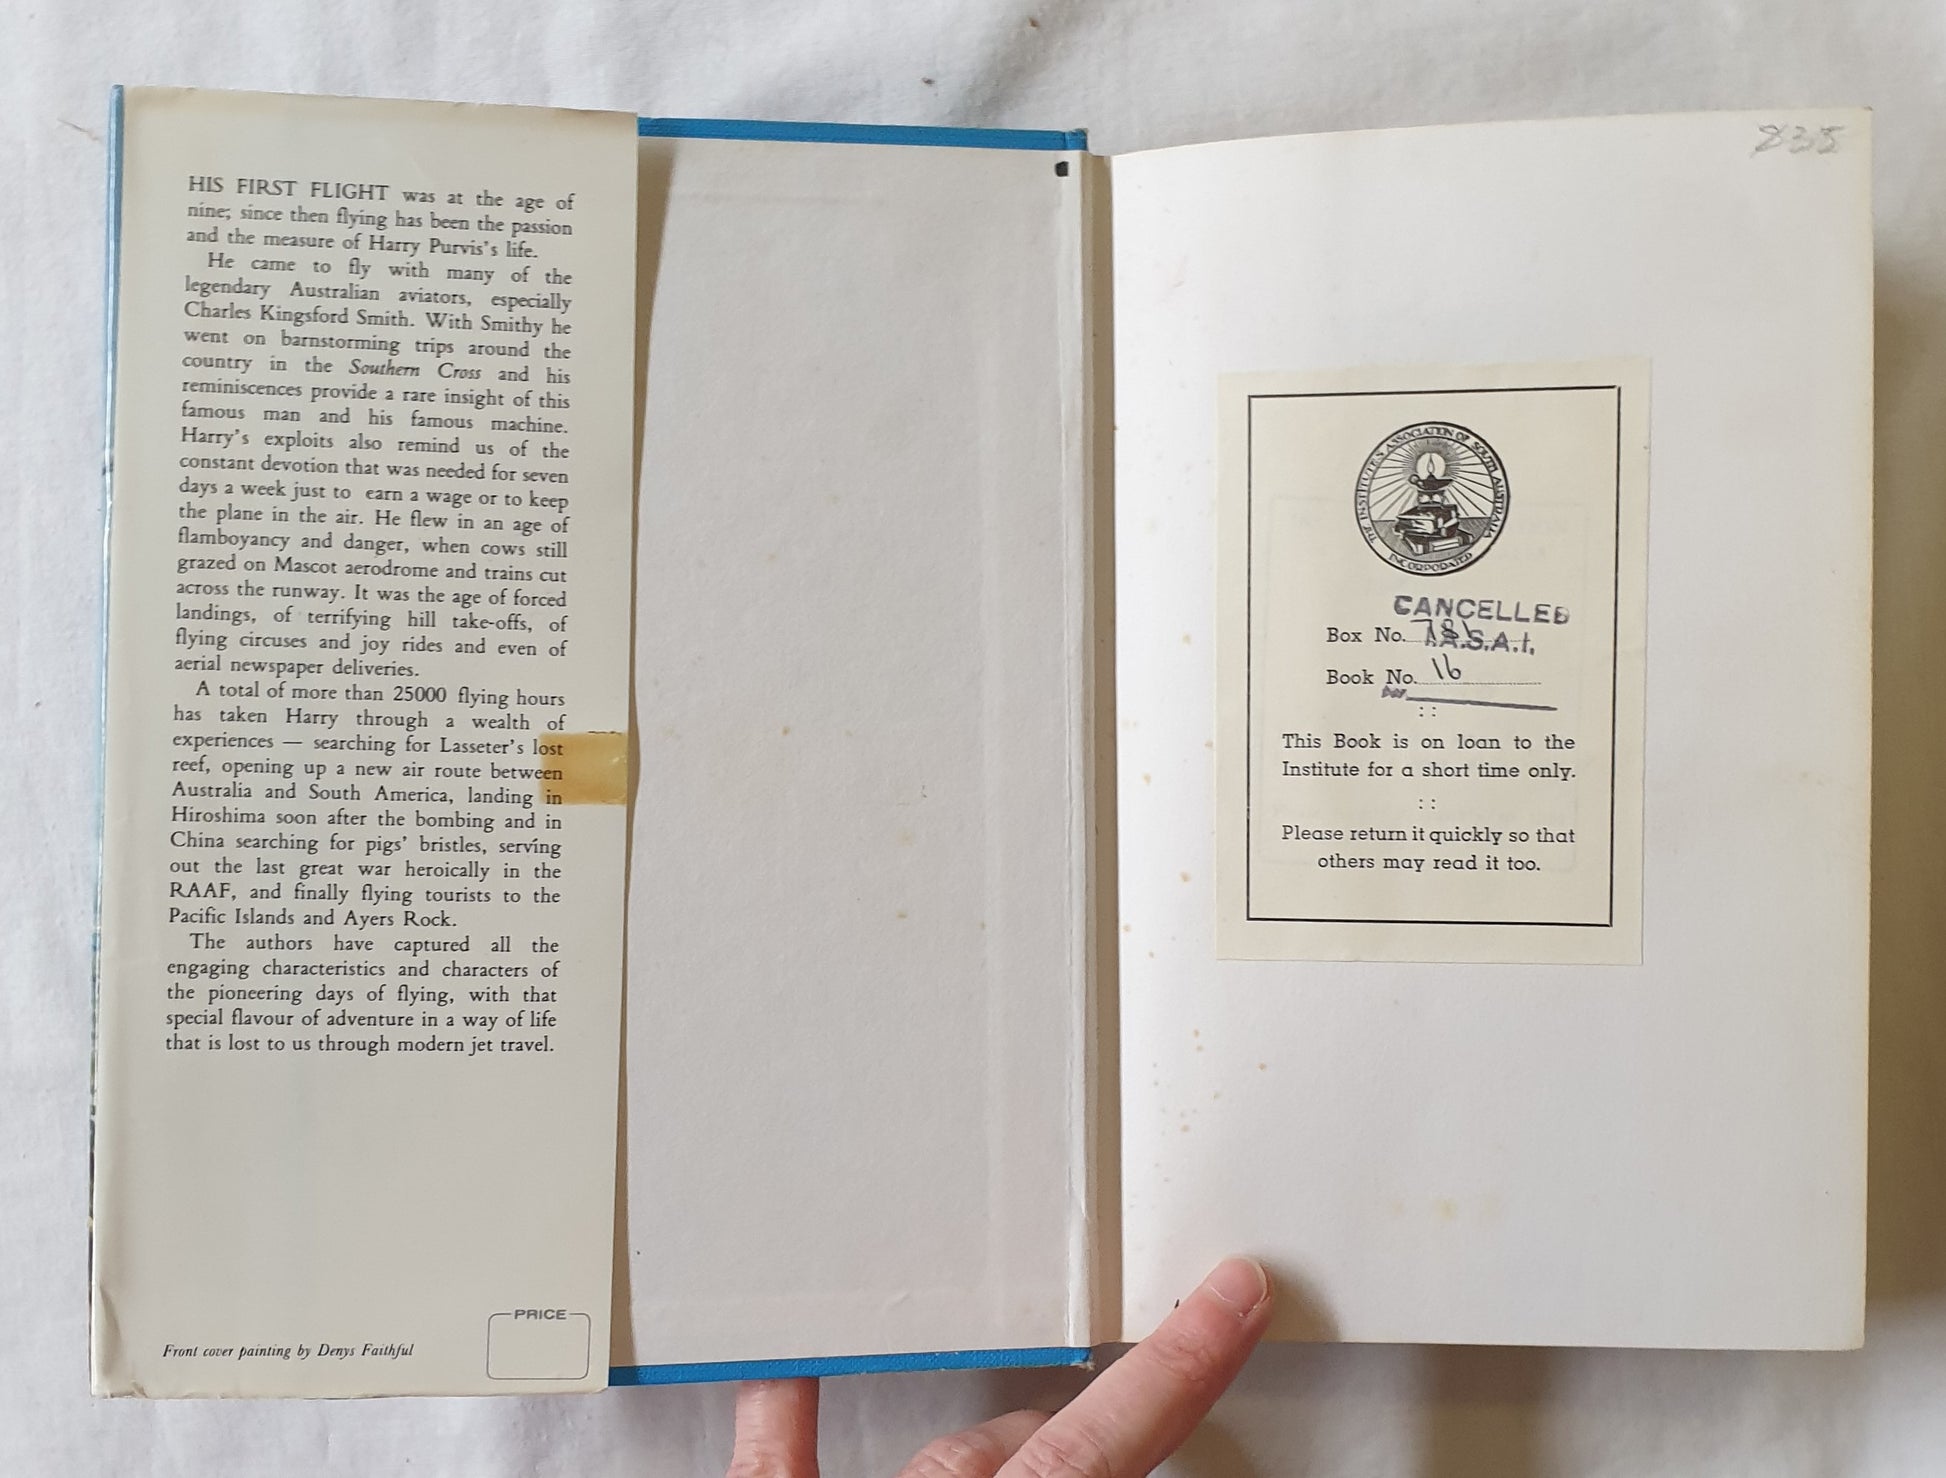 HIS FIRST FLIGHT was at the age of
nine; since then flying has been the passion
and the measure of Harry Purvis's life.
He came to fly with many of the
legendary Australian aviators, especially
Charles Kingsford Smith. With Smithy he
went on barnstorming trips around the
country in the Southern Cross and his
reminiscences provide a rare insight of this
famous man and his famous machine.
Harry's exploits also remind us of the
constant devotion that was needed for seven
days a week just to earn a wage or to keep
the plane in the air. He flew in an age of
flamboyancy and danger, when cows still
grazed on Mascot aerodrome and trains cut
across the runway. It was the age of forced
landings, of terrifying hill take-offs, of
flying circuses and joy rides and even of
aerial newspaper deliveries.
A total of more than 25000 flying hours
has taken Harry through a wealth of
experiences — searching for Lasseter's lost
reef, opening up a new air route between
Australia and South America, landing in
Hiroshima soon after the bombing and in
China searching for pigs' bristles, serving
out the last great war heroically in the
RAAF, and finally flying tourists to the
Pacific Islands and Ayers Rock.
The authors have captured all the
engaging characteristics and characters of
the pioneering days of flying, with that
special flavour of adventure in a way of life
that is lost to us through modern jet travel.
Front cover painting by Denys Faithful
PRICE
835
THE INSTITUTES ASSOCIATION OF SOUTH AUSTRALIA
INCORPORATED
CANCELLED
Box No.
I.A.S.A.I.
Book No. 16
: :
This Book is on loan to the
Institute for a short time only.
: :
Please return it quickly so that
others may read it too.